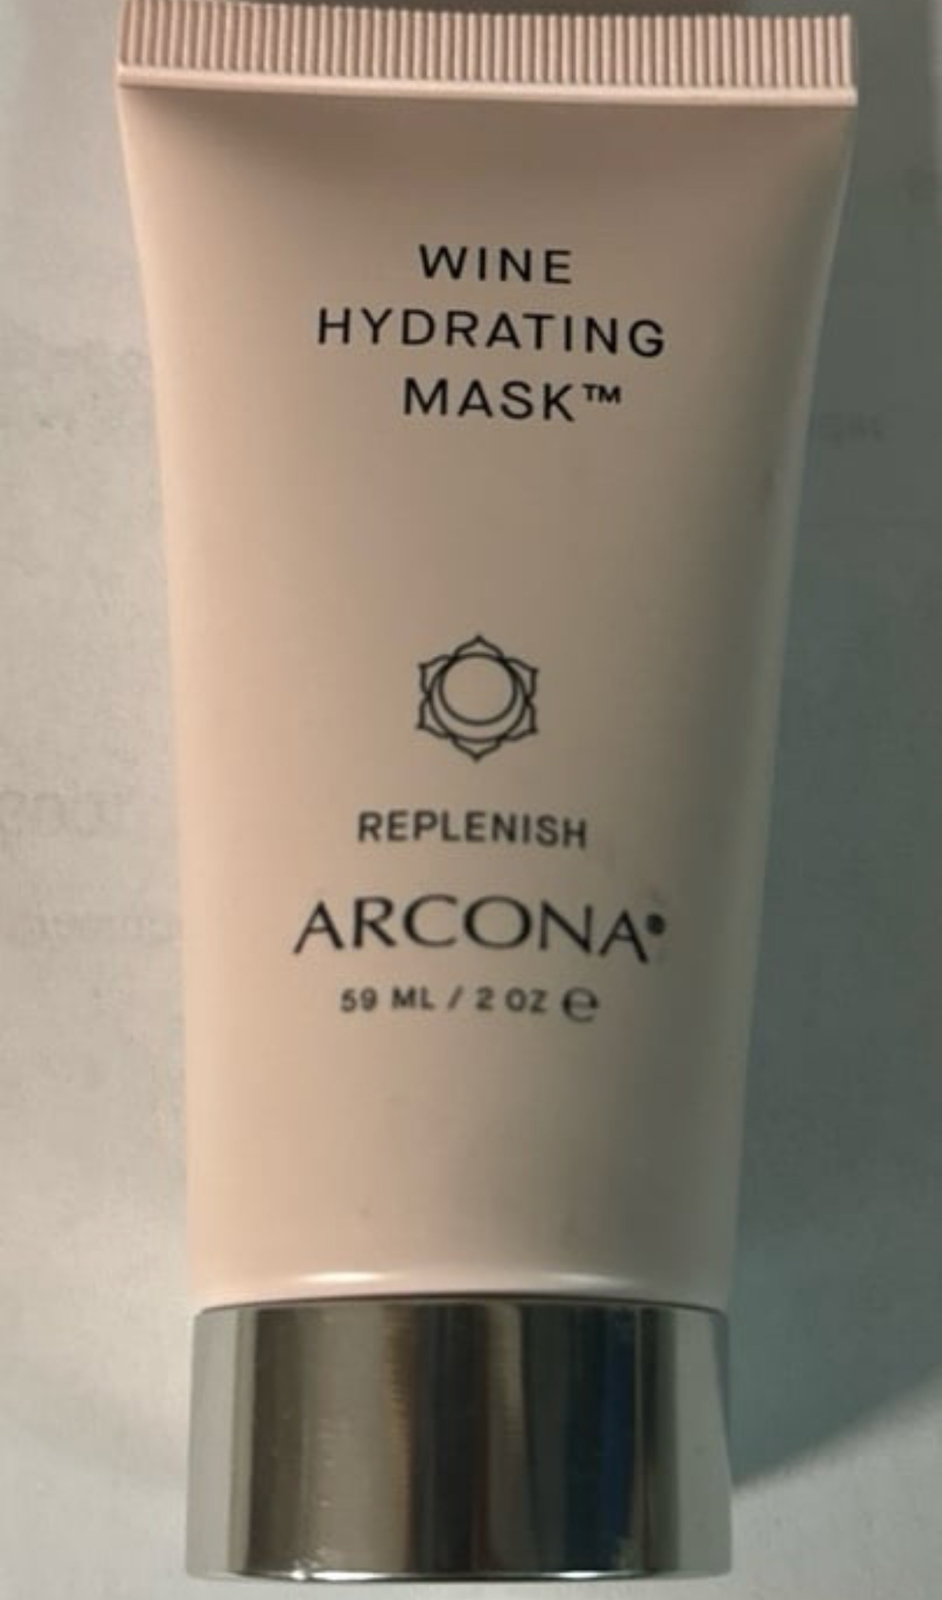 WINE
HYDRATING
MASK™
REPLENISH
ARCONA®
59 ML / 2 OZ ℮